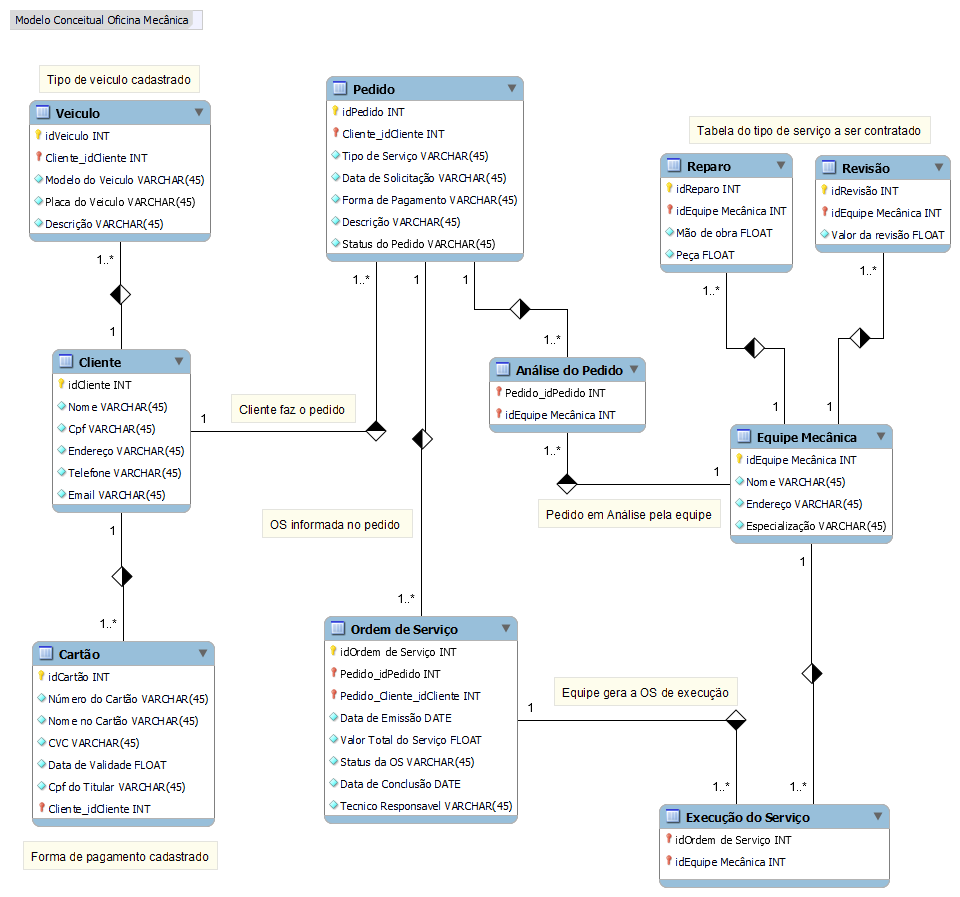 Modelo Conceitual Oficina Mecânica
Tipo de veiculo cadastrado
Veiculo
idVeiculo INT
Cliente_idCliente INT
Modelo do Veiculo VARCHAR(45)
Placa do Veiculo VARCHAR(45)
Descrição VARCHAR(45)
1..*
1
Cliente
idCliente INT
Nome VARCHAR(45)
Cpf VARCHAR(45)
Endereço VARCHAR(45)
Telefone VARCHAR(45)
Email VARCHAR(45)
1
1..*
Cartão
idCartão INT
Número do Cartão VARCHAR(45)
Nome no Cartão VARCHAR(45)
CVC VARCHAR(45)
Data de Validade FLOAT
Cpf do Titular VARCHAR(45)
Cliente_idCliente INT
Forma de pagamento cadastrado
Pedido
idPedido INT
Cliente_idCliente INT
Tipo de Serviço VARCHAR(45)
Data de Solicitação VARCHAR(45)
Forma de Pagamento VARCHAR(45)
Descrição VARCHAR(45)
Status do Pedido VARCHAR(45)
1..*
1
1
1
Cliente faz o pedido
1..*
Análise do Pedido
Pedido_idPedido INT
idEquipe Mecânica INT
1..*
1
Pedido em Análise pela equipe
OS informada no pedido
1..*
Ordem de Serviço
idOrdem de Serviço INT
Pedido_idPedido INT
Pedido_Cliente_idCliente INT
Data de Emissão DATE
Valor Total do Serviço FLOAT
Status da OS VARCHAR(45)
Data de Conclusão DATE
Tecnico Responsavel VARCHAR(45)
Tabela do tipo de serviço a ser contratado
Reparo
idReparo INT
idEquipe Mecânica INT
Mão de obra FLOAT
Peça FLOAT
Revisão
idRevisão INT
idEquipe Mecânica INT
Valor da revisão FLOAT
1..*
1..*
1
1
Equipe Mecânica
idEquipe Mecânica INT
Nome VARCHAR(45)
Endereço VARCHAR(45)
Especialização VARCHAR(45)
1
Equipe gera a OS de execução
1
1..*
1..*
Execução do Serviço
idOrdem de Serviço INT
idEquipe Mecânica INT